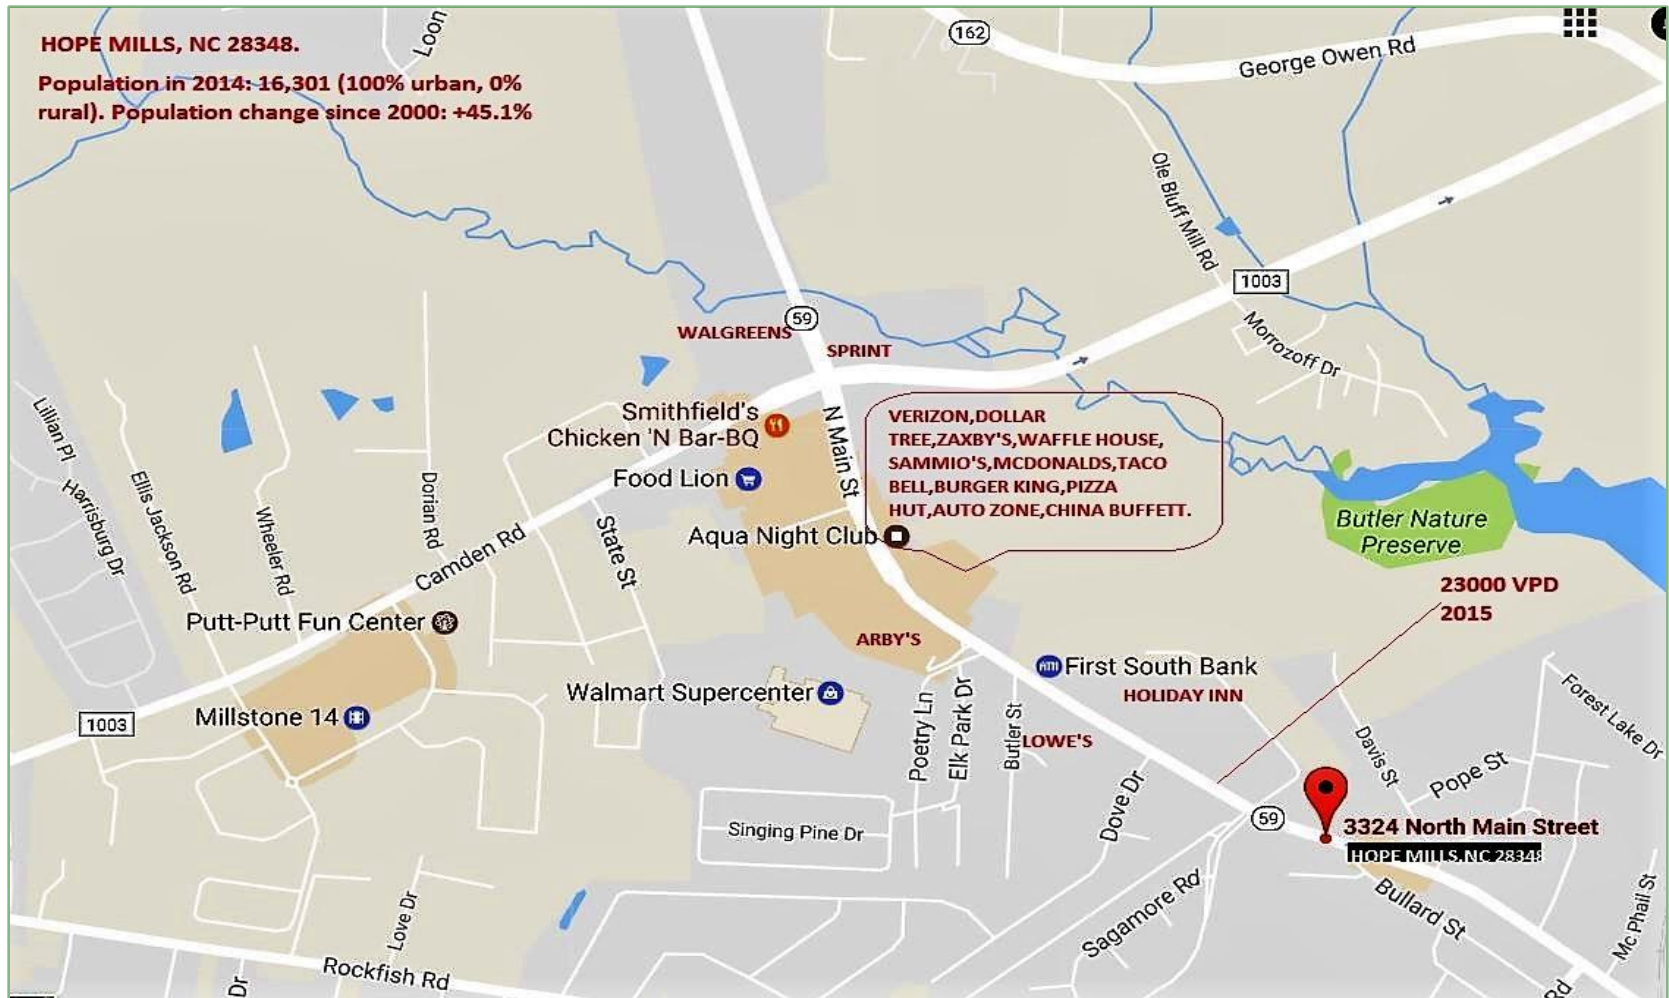 HOPE MILLS, NC 28348.
Population in 2014: 16,301 (100% urban, 0%
rural). Population change since 2000: +45.1%
Loon
162
George Owen Rd
Ole Bluff Mill Rd
1003
Morrozoff Dr
59
WALGREENS
SPRINT
Smithfield's
Chicken 'N Bar-BQ
N Main St
VERIZON,DOLLAR
TREE,ZAXBY'S,WAFFLE HOUSE,
SAMMIO'S,MCDONALDS,TACO
BELL,BURGER KING,PIZZA
HUT,AUTO ZONE,CHINA BUFFETT.
Lillian Pl
Harrisburg Dr
Ellis Jackson Rd
Wheeler Rd
Dorian Rd
Food Lion
Camden Rd
State St
Aqua Night Club
Butler Nature
Preserve
23000 VPD
2015
Putt-Putt Fun Center
ARBY'S
First South Bank
HOLIDAY INN
Walmart Supercenter
Millstone 14
1003
Poetry Ln
Elk Park Dr
Butler St
LOWE'S
Forest Lake Dr
Davis St
Pope St
Dove Dr
Singing Pine Dr
59
3324 North Main Street
HOPE MILLS,NC 28348
Bullard St
Sagamore Rd
Mc Phail St
Love Dr
Rockfish Rd
Dr
Rd